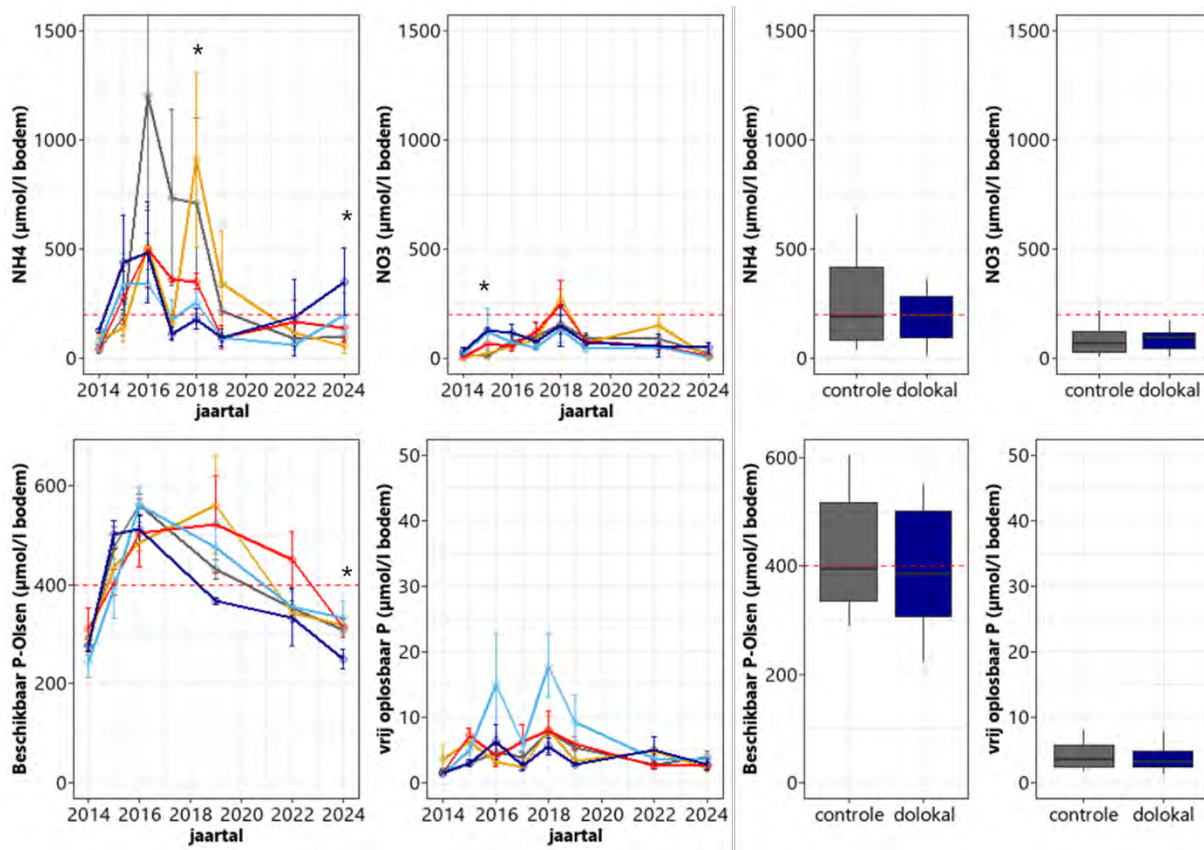 NH4 (µmol/l bodem)
1500
1000
500
0
*
*
2014 2016 2018 2020 2022 2024
jaartal
NO3 (µmol/l bodem)
1500
1000
500
0
*
2014 2016 2018 2020 2022 2024
jaartal
NH4 (µmol/l bodem)
1500
1000
500
0
controle dolokal
NO3 (µmol/l bodem)
1500
1000
500
0
controle dolokal
Beschikbaar P-Olsen (µmol/l bodem)
600
400
200
0
*
2014 2016 2018 2020 2022 2024
jaartal
vrij oplosbaar P (µmol/l bodem)
50
40
30
20
10
0
2014 2016 2018 2020 2022 2024
jaartal
Beschikbaar P-Olsen (µmol/l bodem)
600
400
200
0
controle dolokal
vrij oplosbaar P (µmol/l bodem)
50
40
30
20
10
0
controle dolokal